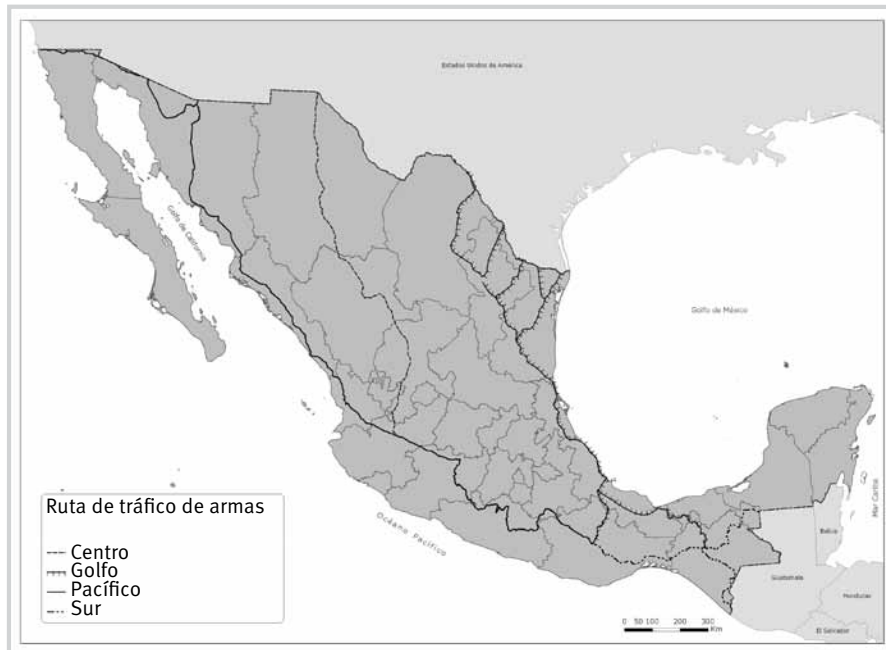 Estados Unidos de América
Golfo de California
Golfo de México
Mar Caribe
Belice
Guatemala
Honduras
El Salvador
Océano Pacífico
Ruta de tráfico de armas
Centro
Golfo
Pacífico
Sur
0 50 100 200 300
Km